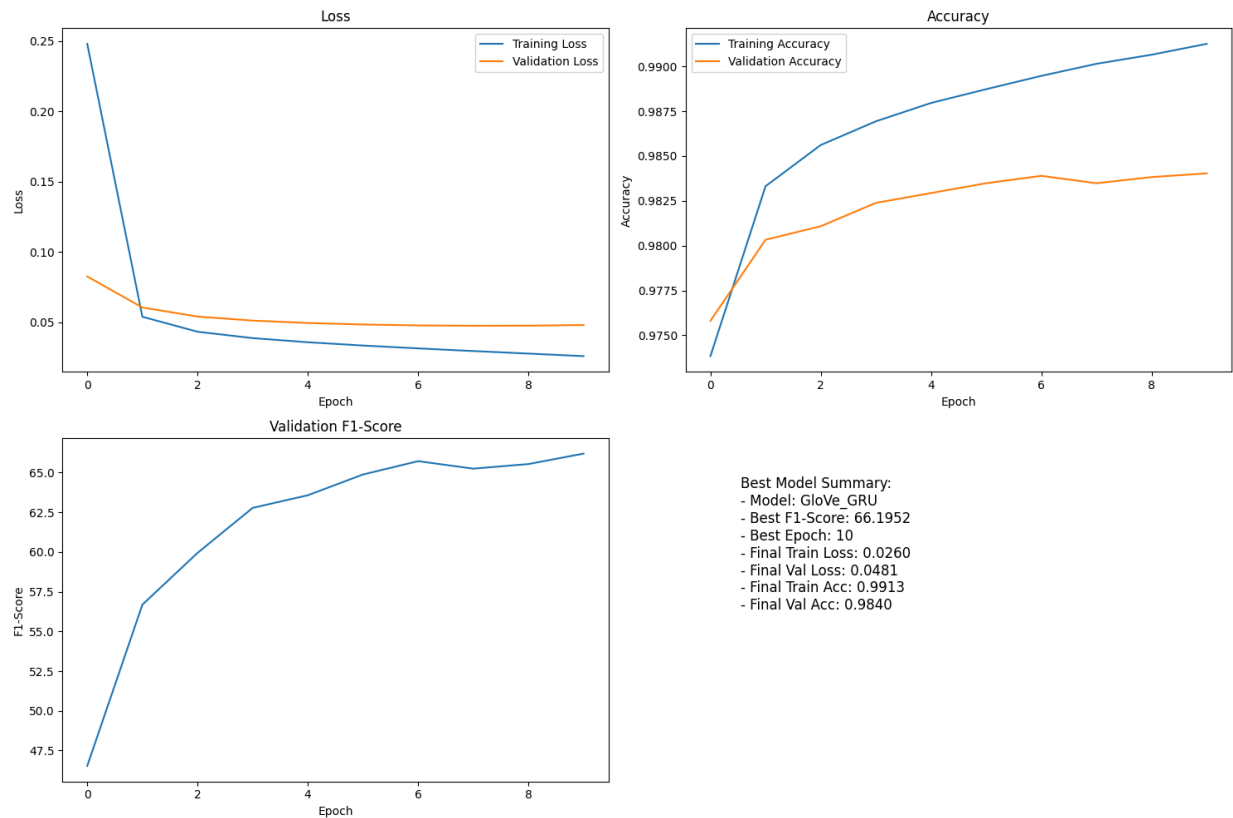 Loss
Training Loss
Validation Loss
0.25
0.20
0.15
0.10
0.05
Loss
0 2 4 6 8
Epoch
Accuracy
Training Accuracy
Validation Accuracy
0.9900
0.9875
0.9850
0.9825
0.9800
0.9775
0.9750
Accuracy
0 2 4 6 8
Epoch
Validation F1-Score
65.0
62.5
60.0
57.5
55.0
52.5
50.0
47.5
F1-Score
0 2 4 6 8
Epoch
Best Model Summary:
- Model: GloVe_GRU
- Best F1-Score: 66.1952
- Best Epoch: 10
- Final Train Loss: 0.0260
- Final Val Loss: 0.0481
- Final Train Acc: 0.9913
- Final Val Acc: 0.9840